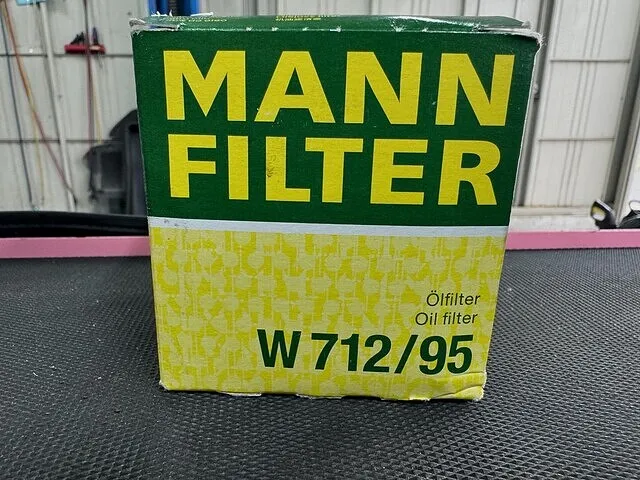 MANN
FILTER
Ölfilter
Oil filter
W 712/95